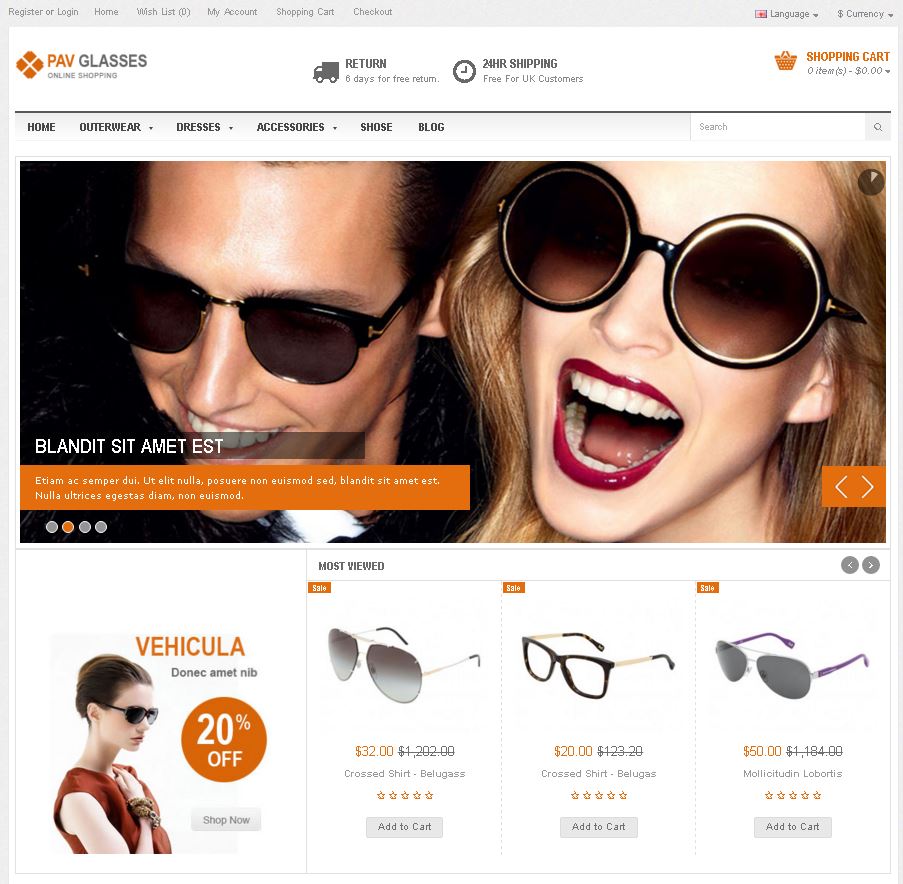 Register or Login Home Wish List (0) My Account Shopping Cart Checkout
Language $ Currency
PAV GLASSES
ONLINE SHOPPING
RETURN
6 days for free return.
24HR SHIPPING
Free For UK Customers
SHOPPING CART
0 item(s) - $0.00
HOME OUTERWEAR DRESSES ACCESSORIES SHOSE BLOG
Search
BLANDIT SIT AMET EST
Etiam ac semper dui. Ut elit nulla, posuere non euismod sed, blandit sit amet est.
Nulla ultrices egestas diam, non euismod.
VEHICULA
Donec amet nib
20%
OFF
Shop Now
MOST VIEWED
Sale
$32.00 $1,202.00
Crossed Shirt - Belugass
Add to Cart
Sale
$20.00 $123.20
Crossed Shirt - Belugas
Add to Cart
Sale
$50.00 $1,184.00
Mollicitudin Lobortis
Add to Cart